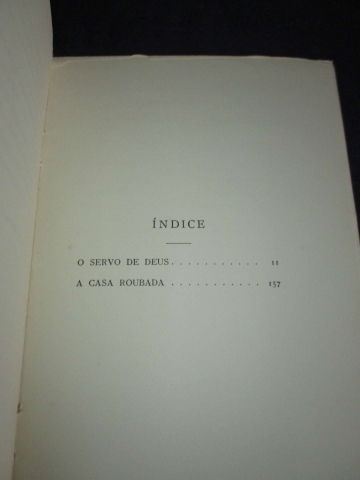 ÍNDICE
O SERVO DE DEUS . . . . . . . . . . . 11
A CASA ROUBADA . . . . . . . . . . . 157